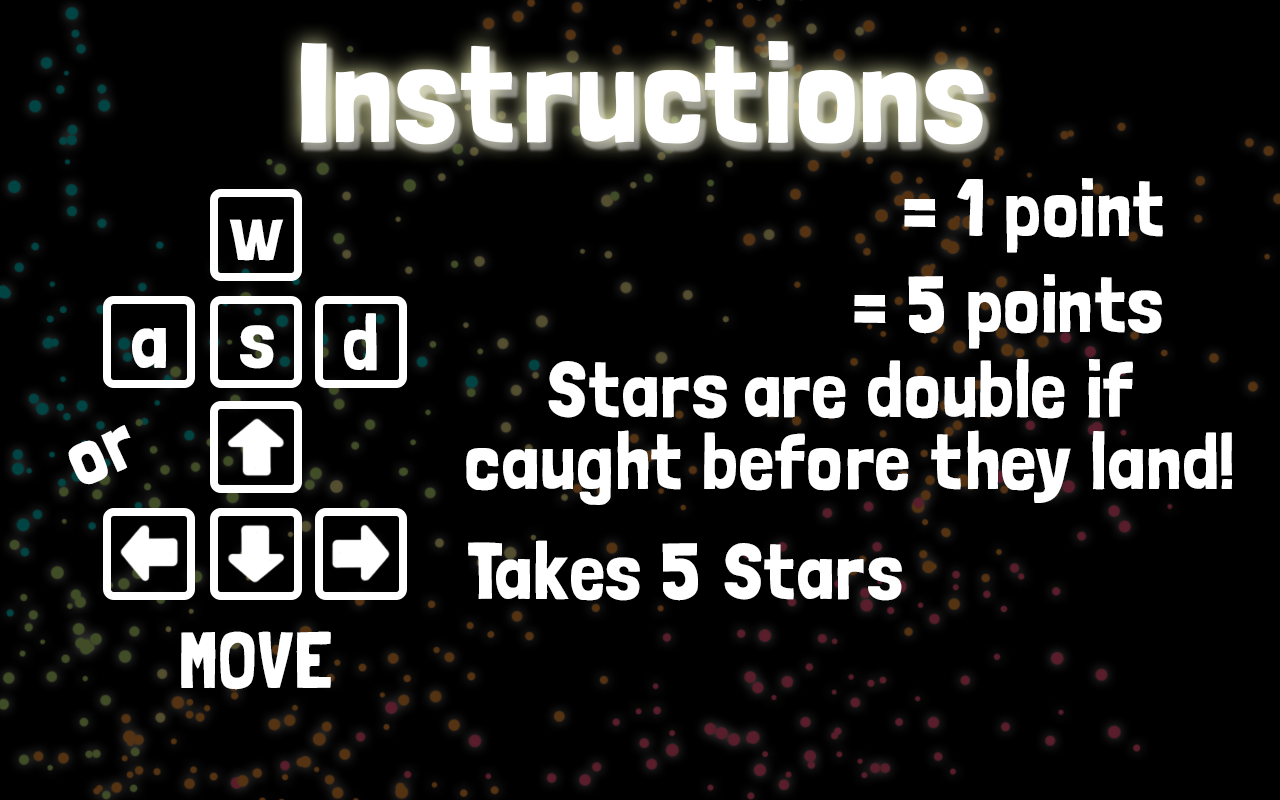 Instructions
w
a s d
or
MOVE
= 1 point
= 5 points
Stars are double if
caught before they land!
Takes 5 Stars